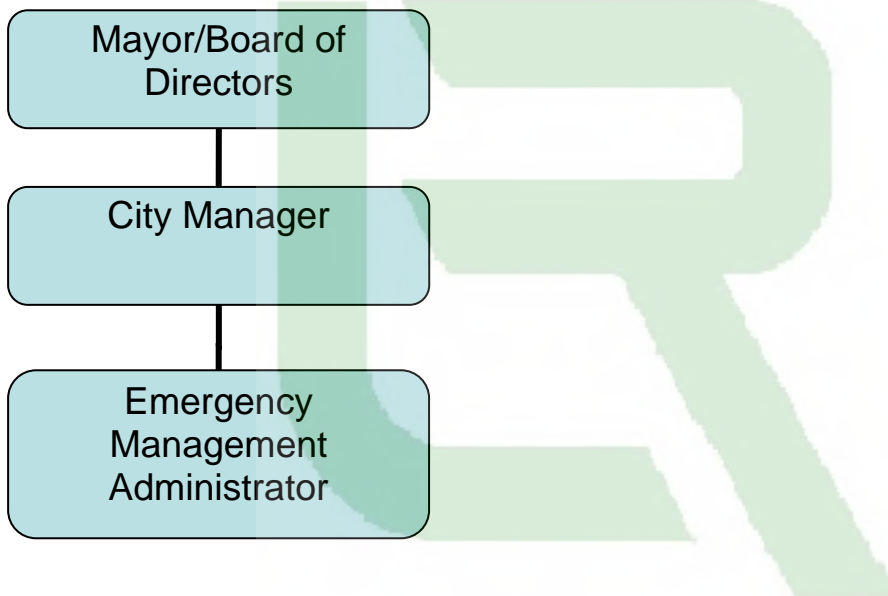 Mayor/Board of
Directors
City Manager
Emergency
Management
Administrator